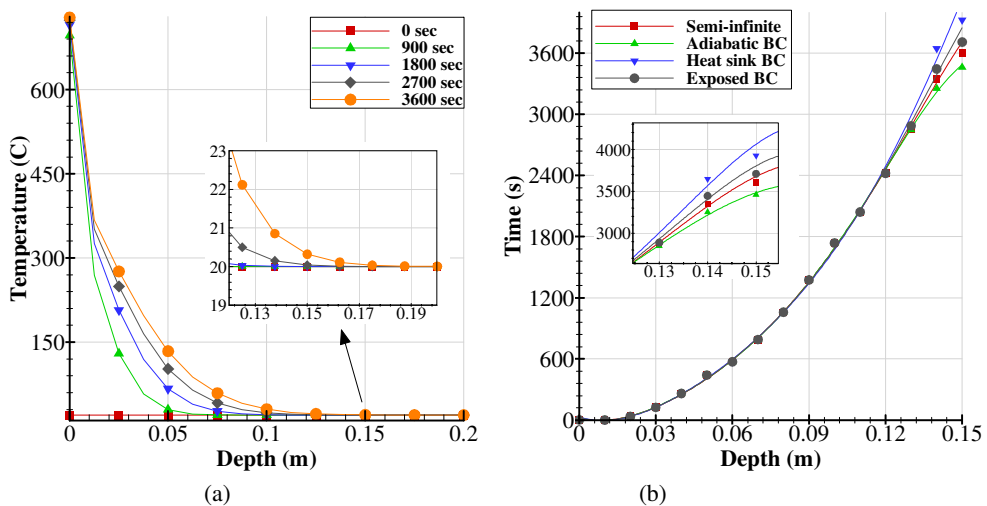 0 sec
900 sec
1800 sec
2700 sec
3600 sec
Temperature (C)
600
450
300
150
23
22
21
20
19
0.13 0.15 0.17 0.19
0 0.05 0.1 0.15 0.2
Depth (m)
(a)
Semi-infinite
Adiabatic BC
Heat sink BC
Exposed BC
Time (s)
3600
3000
2400
1800
1200
600
0
4000
3500
3000
0.13 0.14 0.15
0 0.03 0.06 0.09 0.12 0.15
Depth (m)
(b)